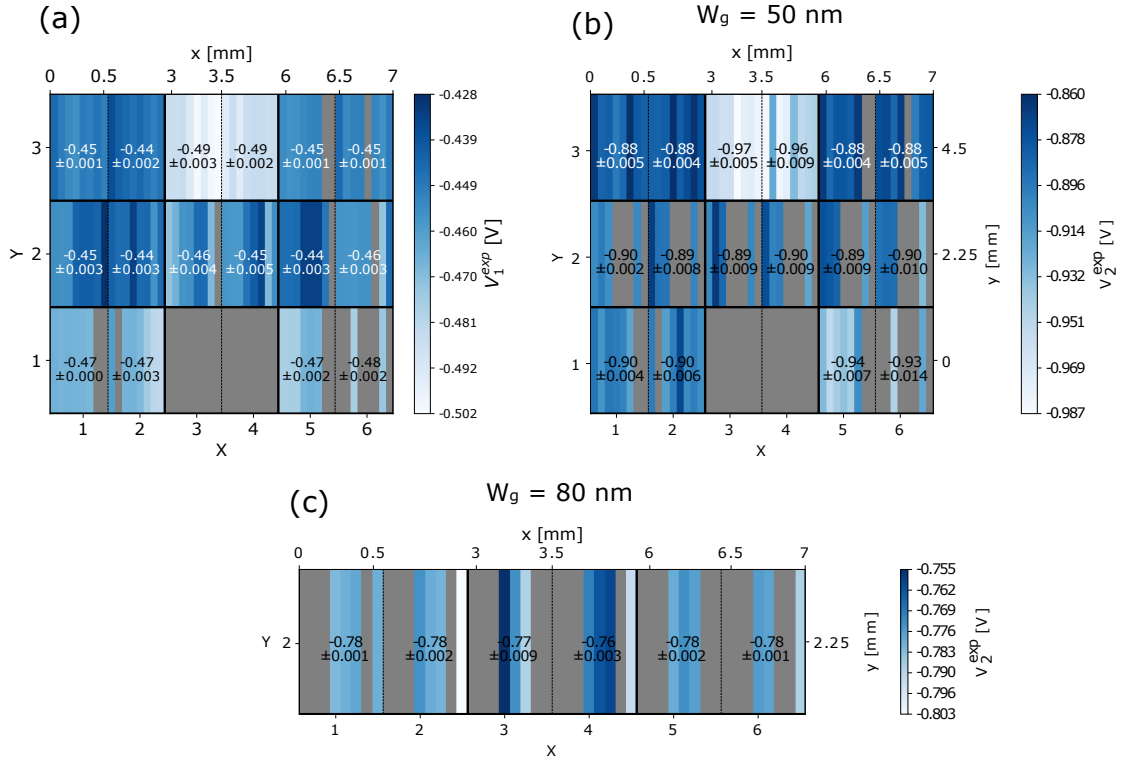 (a)
x [mm]
0 0.5 3 3.5 6 6.5 7
3
-0.45 -0.44 -0.49 -0.49 -0.45 -0.45
±0.001 ±0.002 ±0.003 ±0.002 ±0.001 ±0.001
Y 2
-0.45 -0.44 -0.46 -0.45 -0.44 -0.46
±0.003 ±0.003 ±0.004 ±0.005 ±0.003 ±0.003
1
-0.47 -0.47 -0.47 -0.48
±0.000 ±0.003 ±0.002 ±0.002
1 2 3 4 5 6
X
-0.428
-0.439
-0.449
-0.460
-0.470
-0.481
-0.492
-0.502
V₁^exp [V]
W_g = 50 nm
(b)
x [mm]
0 0.5 3 3.5 6 6.5 7
3
-0.88 -0.88 -0.97 -0.96 -0.88 -0.88
±0.005 ±0.004 ±0.005 ±0.009 ±0.004 ±0.005
4.5
Y 2
-0.90 -0.89 -0.89 -0.90 -0.89 -0.90
±0.002 ±0.008 ±0.009 ±0.009 ±0.009 ±0.010
2.25
1
-0.90 -0.90 -0.94 -0.93
±0.004 ±0.006 ±0.007 ±0.014
0
y [mm]
1 2 3 4 5 6
X
-0.860
-0.878
-0.896
-0.914
-0.932
-0.951
-0.969
-0.987
V₂^exp [V]
W_g = 80 nm
(c)
x [mm]
0 0.5 3 3.5 6 6.5 7
Y 2
-0.78 -0.78 -0.77 -0.76 -0.78 -0.78
±0.001 ±0.002 ±0.009 ±0.003 ±0.002 ±0.001
2.25
y [mm]
1 2 3 4 5 6
X
-0.755
-0.762
-0.769
-0.776
-0.783
-0.790
-0.796
-0.803
V₂^exp [V]